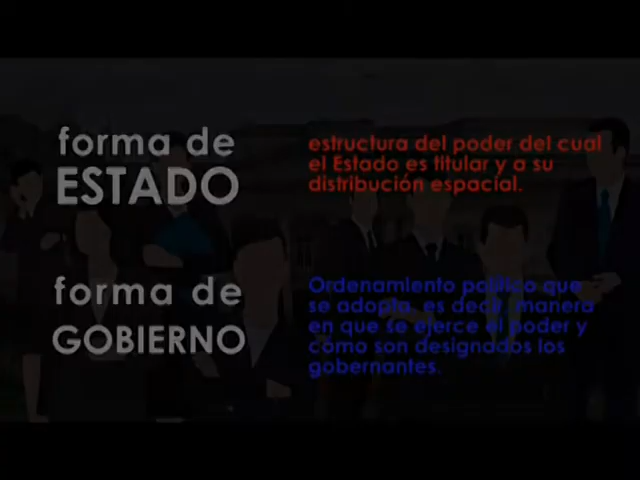 forma de
ESTADO
estructura del poder del cual
el Estado es titular y a su
distribución espacial.
forma de
GOBIERNO
Ordenamiento político que
se adopta, es decir, manera
en que se ejerce el poder y
cómo son designados los
gobernantes.